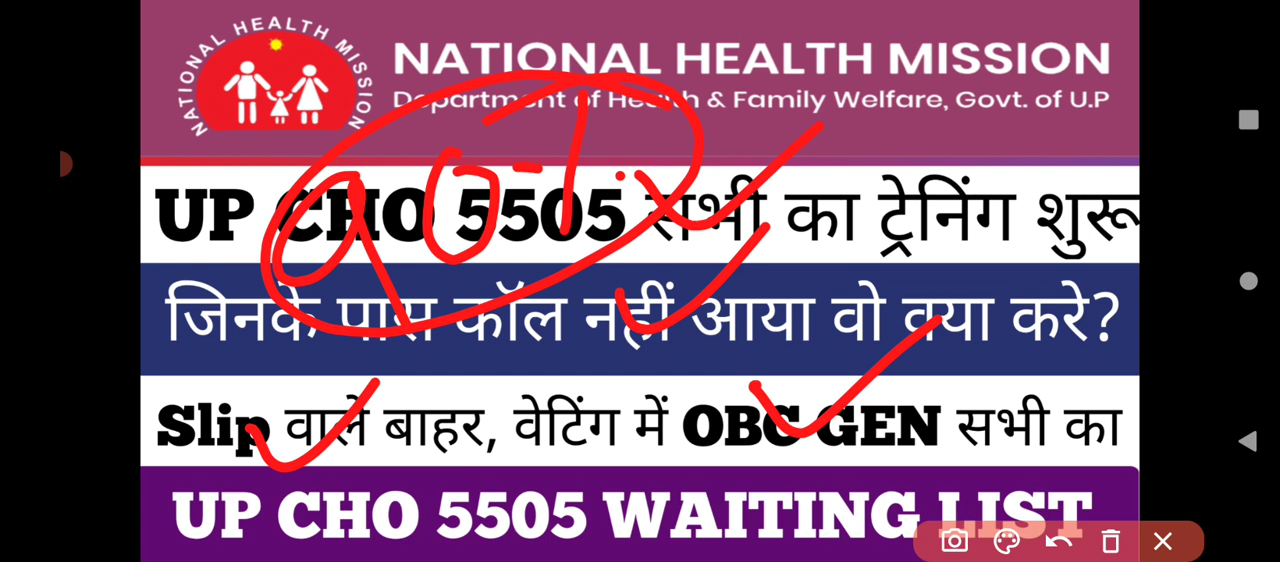 NATIONAL HEALTH MISSION
NATIONAL HEALTH MISSION
Department of Health & Family Welfare, Govt. of U.P
UP CHO 5505 सभी का ट्रेनिंग शुरू
जिनके पास कॉल नहीं आया वो क्या करे?
Slip वाले बाहर, वेटिंग में OBC GEN सभी का
UP CHO 5505 WAITING LIST